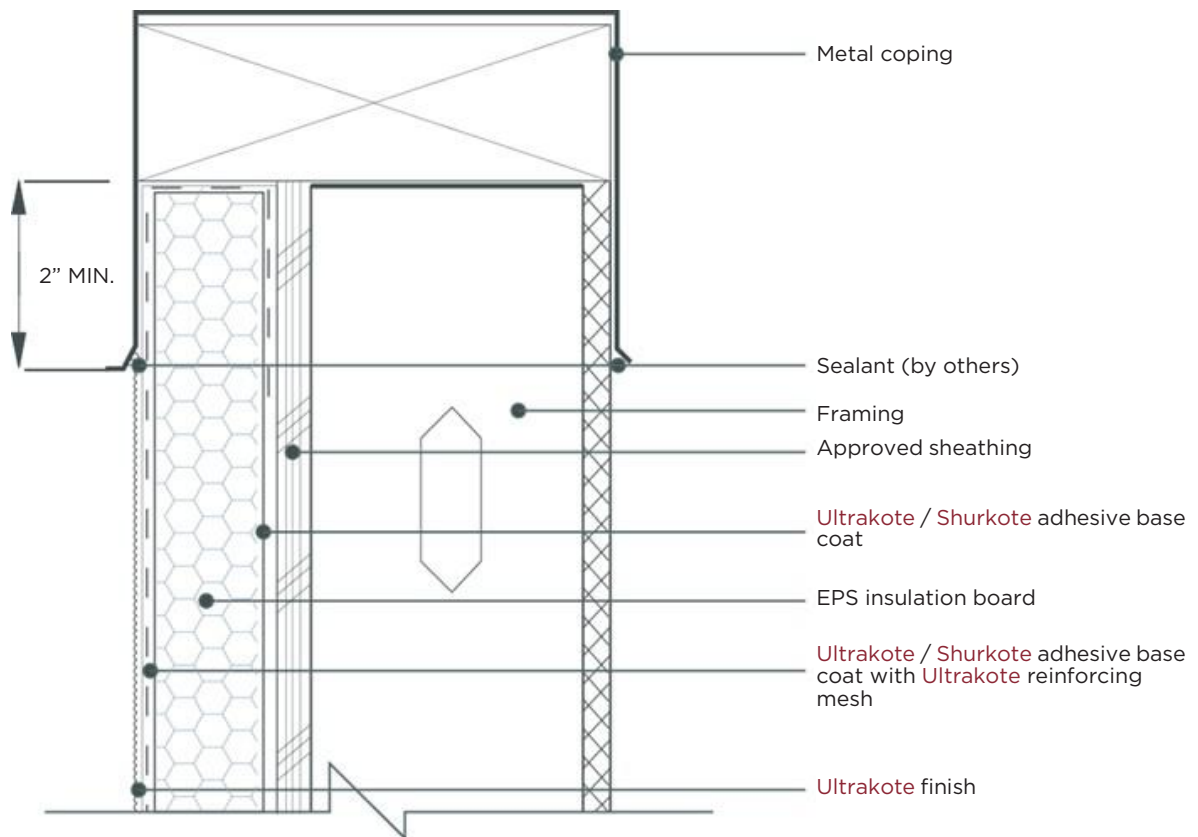 Metal coping
2” MIN.
Sealant (by others)
Framing
Approved sheathing
Ultrakote / Shurkote adhesive base
coat
EPS insulation board
Ultrakote / Shurkote adhesive base
coat with Ultrakote reinforcing
mesh
Ultrakote finish